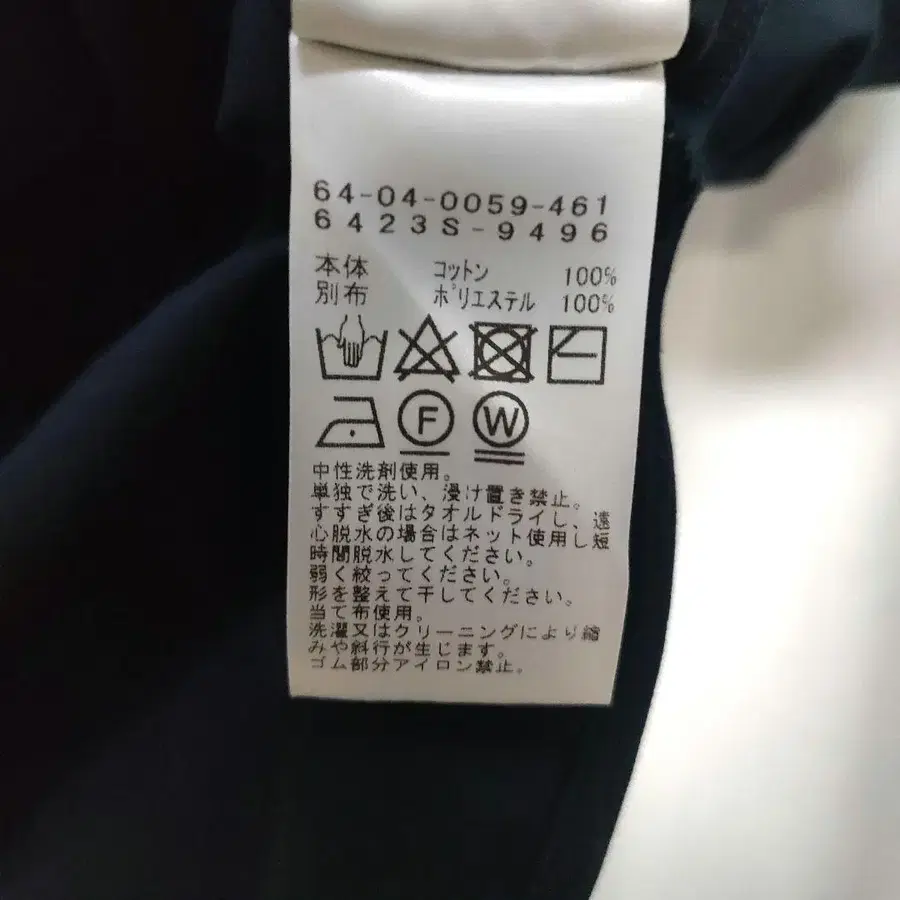 64-04-0059-461
6423S-9496
本体 コットン 100%
別布 ポリエステル 100%
F W
中性洗剤使用。
単独で洗い、浸け置き禁止。
すすぎ後はタオルドライし、遠
心脱水の場合はネット使用し短
時間脱水してください。
弱く絞ってください。
形を整えて干してください。
当て布使用。
洗濯又はクリーニングにより縮
みや斜行が生じます。
ゴム部分アイロン禁止。